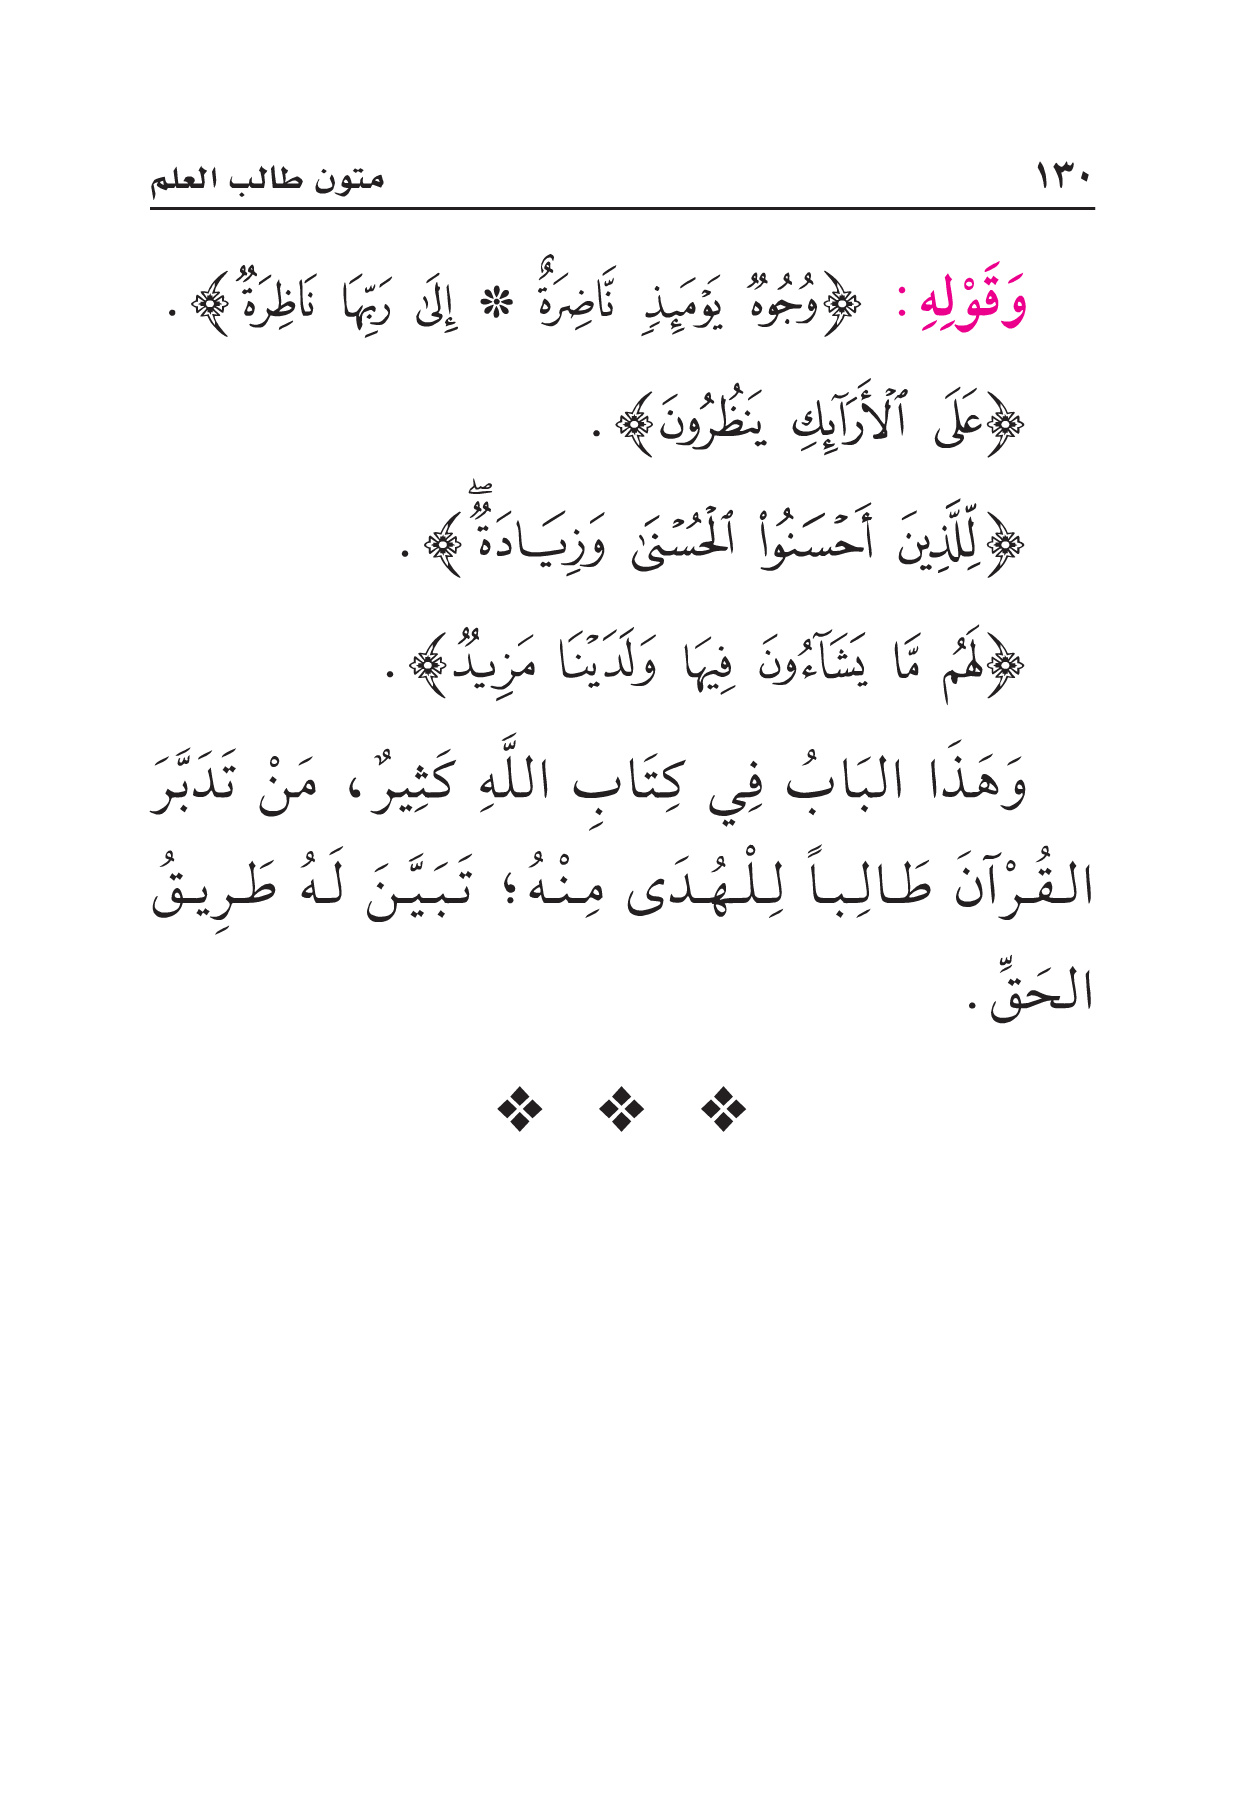 ١٣٠ متون طالب العلم
وَقَوْلِهِ: ﴿وُجُوهٌ يَوْمَئِذٍ نَّاضِرَةٌ * إِلَىٰ رَبِّهَا نَاظِرَةٌ﴾.
﴿عَلَى ٱلْأَرَآئِكِ يَنظُرُونَ﴾.
﴿لِّلَّذِينَ أَحْسَنُوا۟ ٱلْحُسْنَىٰ وَزِيَادَةٌۖ﴾.
﴿لَهُم مَّا يَشَآءُونَ فِيهَا وَلَدَيْنَا مَزِيدٌ﴾.
وَهَذَا البَابُ فِي كِتَابِ اللَّهِ كَثِيرٌ، مَنْ تَدَبَّرَ
القُرْآنَ طَالِباً لِلْهُدَى مِنْهُ؛ تَبَيَّنَ لَهُ طَرِيقُ
الحَقِّ.